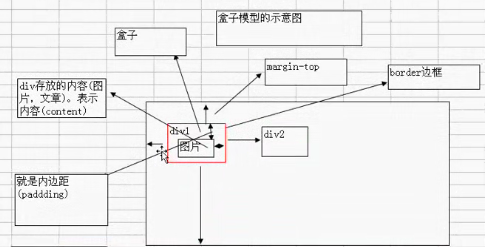 盒子模型的示意图
盒子
margin-top
border边框
div存放的内容(图
片，文章)。表示
内容(content)
div1
图片
div2
就是内边距
(paddding)